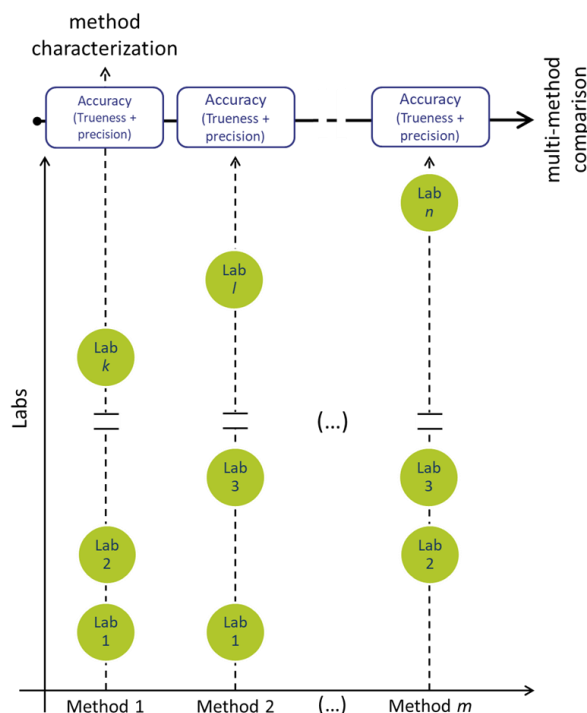 method
characterization
Accuracy
(Trueness +
precision)
Accuracy
(Trueness +
precision)
Accuracy
(Trueness +
precision)
multi-method
comparison
Lab
n
Lab
l
Lab
k
Labs
(...)
Lab
3
Lab
3
Lab
2
Lab
2
Lab
1
Lab
1
Method 1
Method 2
(...)
Method m